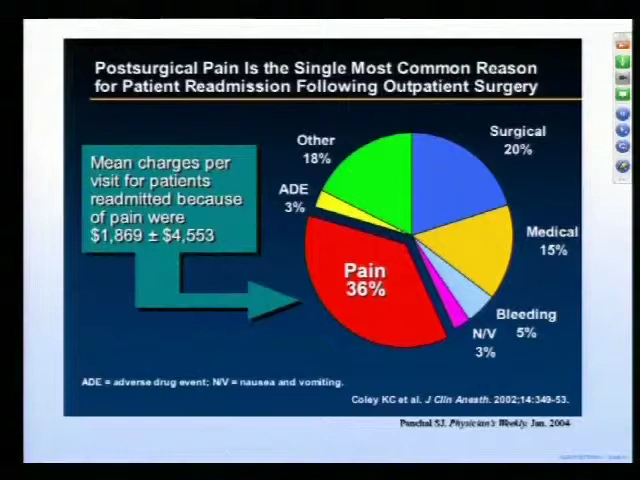 Postsurgical Pain Is the Single Most Common Reason
for Patient Readmission Following Outpatient Surgery
Mean charges per
visit for patients
readmitted because
of pain were
$1,869 ± $4,553
Other
18%
Surgical
20%
ADE
3%
Medical
15%
Pain
36%
Bleeding
5%
N/V
3%
ADE = adverse drug event; N/V = nausea and vomiting.
Coley KC et al. J Clin Anesth. 2002;14:349-53.
Panchal SJ. Physician's Weekly. Jan. 2004